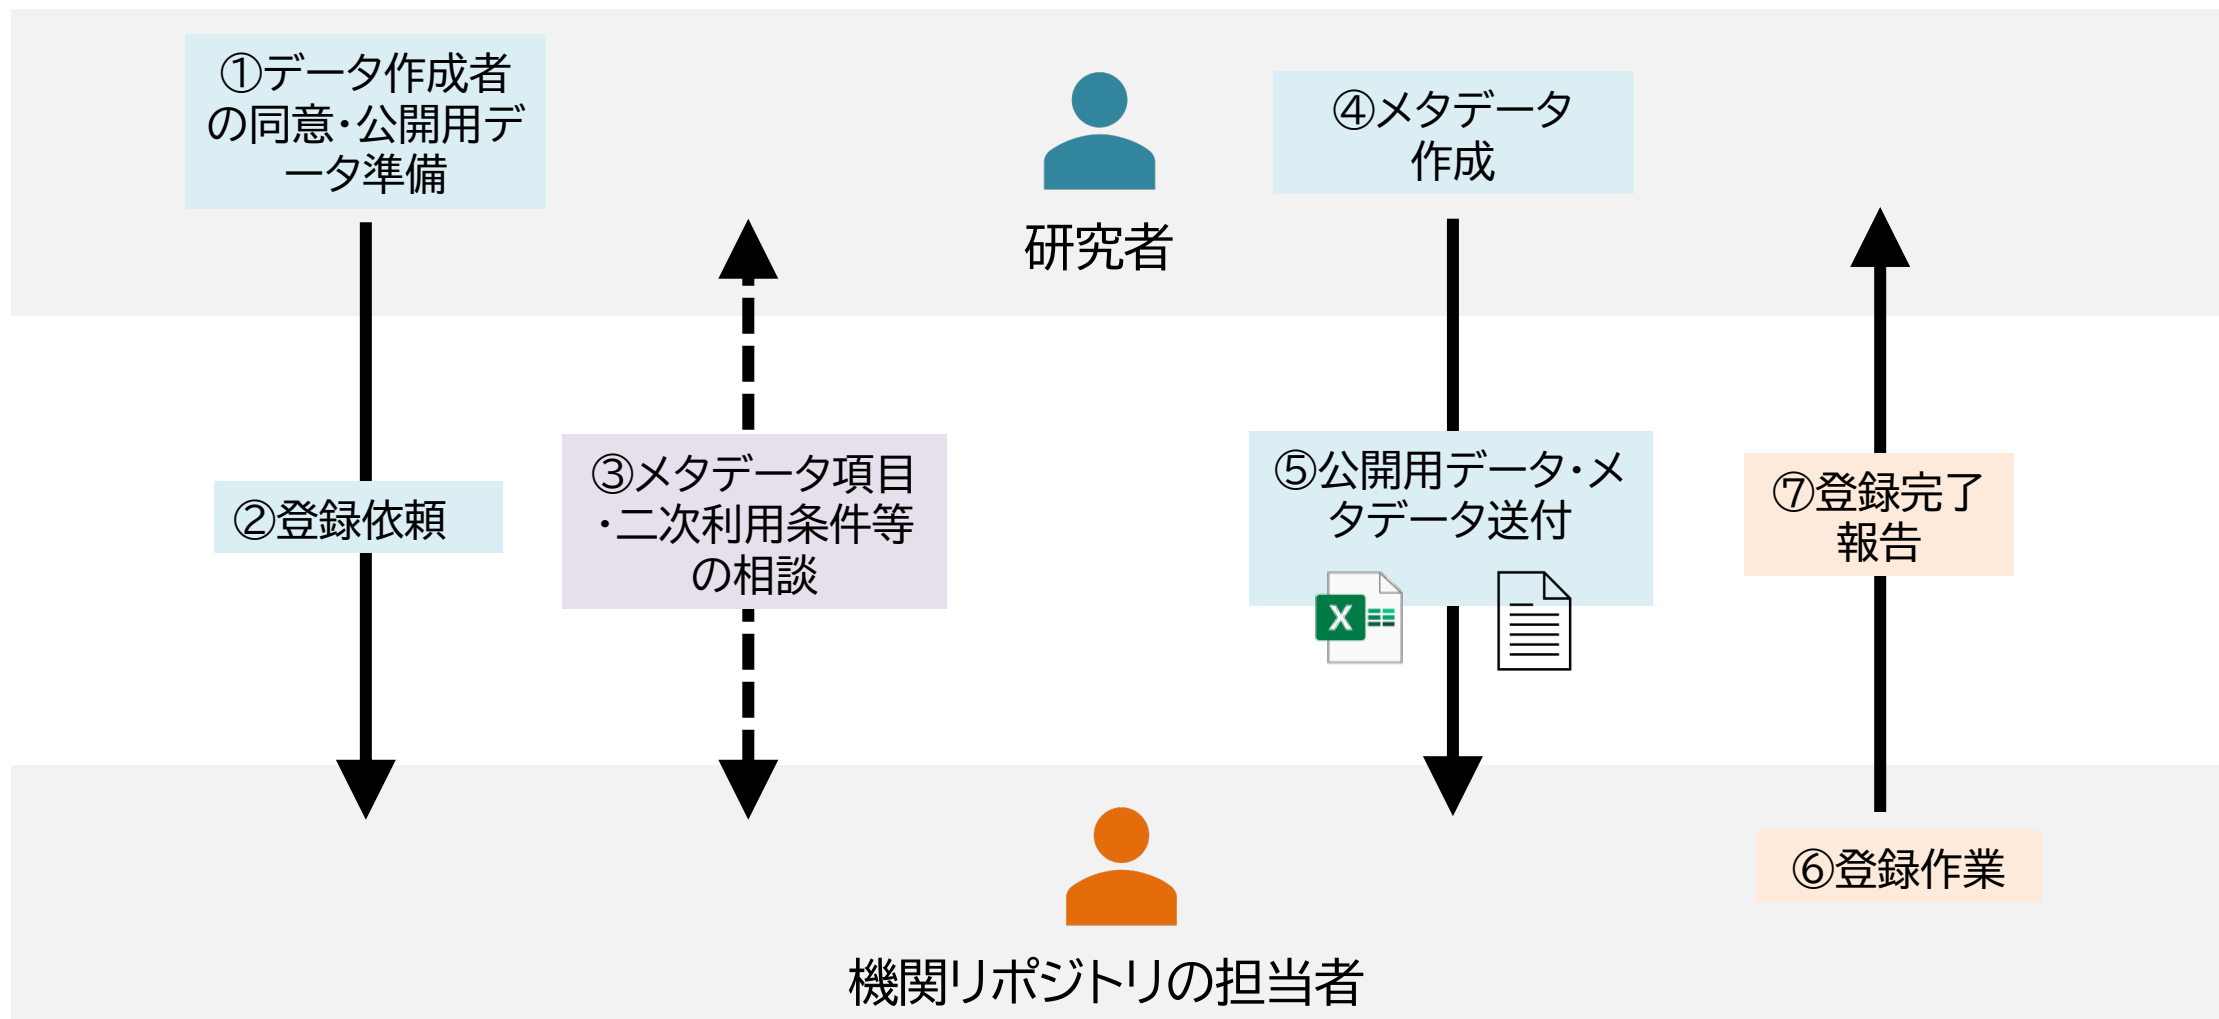 ①データ作成者
の同意・公開用デ
ータ準備
研究者
④メタデータ
作成
②登録依頼
③メタデータ項目
・二次利用条件等
の相談
⑤公開用データ・メ
タデータ送付
X
⑦登録完了
報告
⑥登録作業
機関リポジトリの担当者